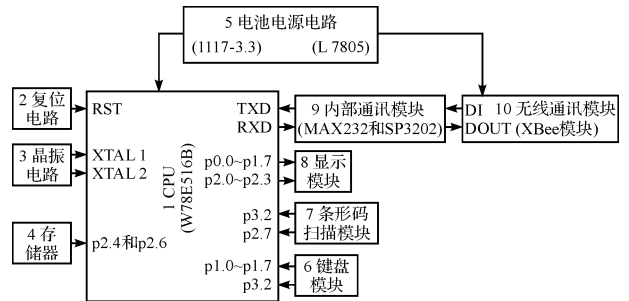 5 电池电源电路
(1117-3.3) (L 7805)
2 复位
电路
RST
3 晶振
电路
XTAL 1
XTAL 2
4 存
储器
p2.4和p2.6
1 CPU
(W78E516B)
TXD
RXD
p0.0~p1.7
p2.0~p2.3
p3.2
p2.7
p1.0~p1.7
p3.2
9 内部通讯模块
(MAX232和SP3202)
DI 10 无线通讯模块
DOUT (XBee模块)
8 显示
模块
7 条形码
扫描模块
6 键盘
模块